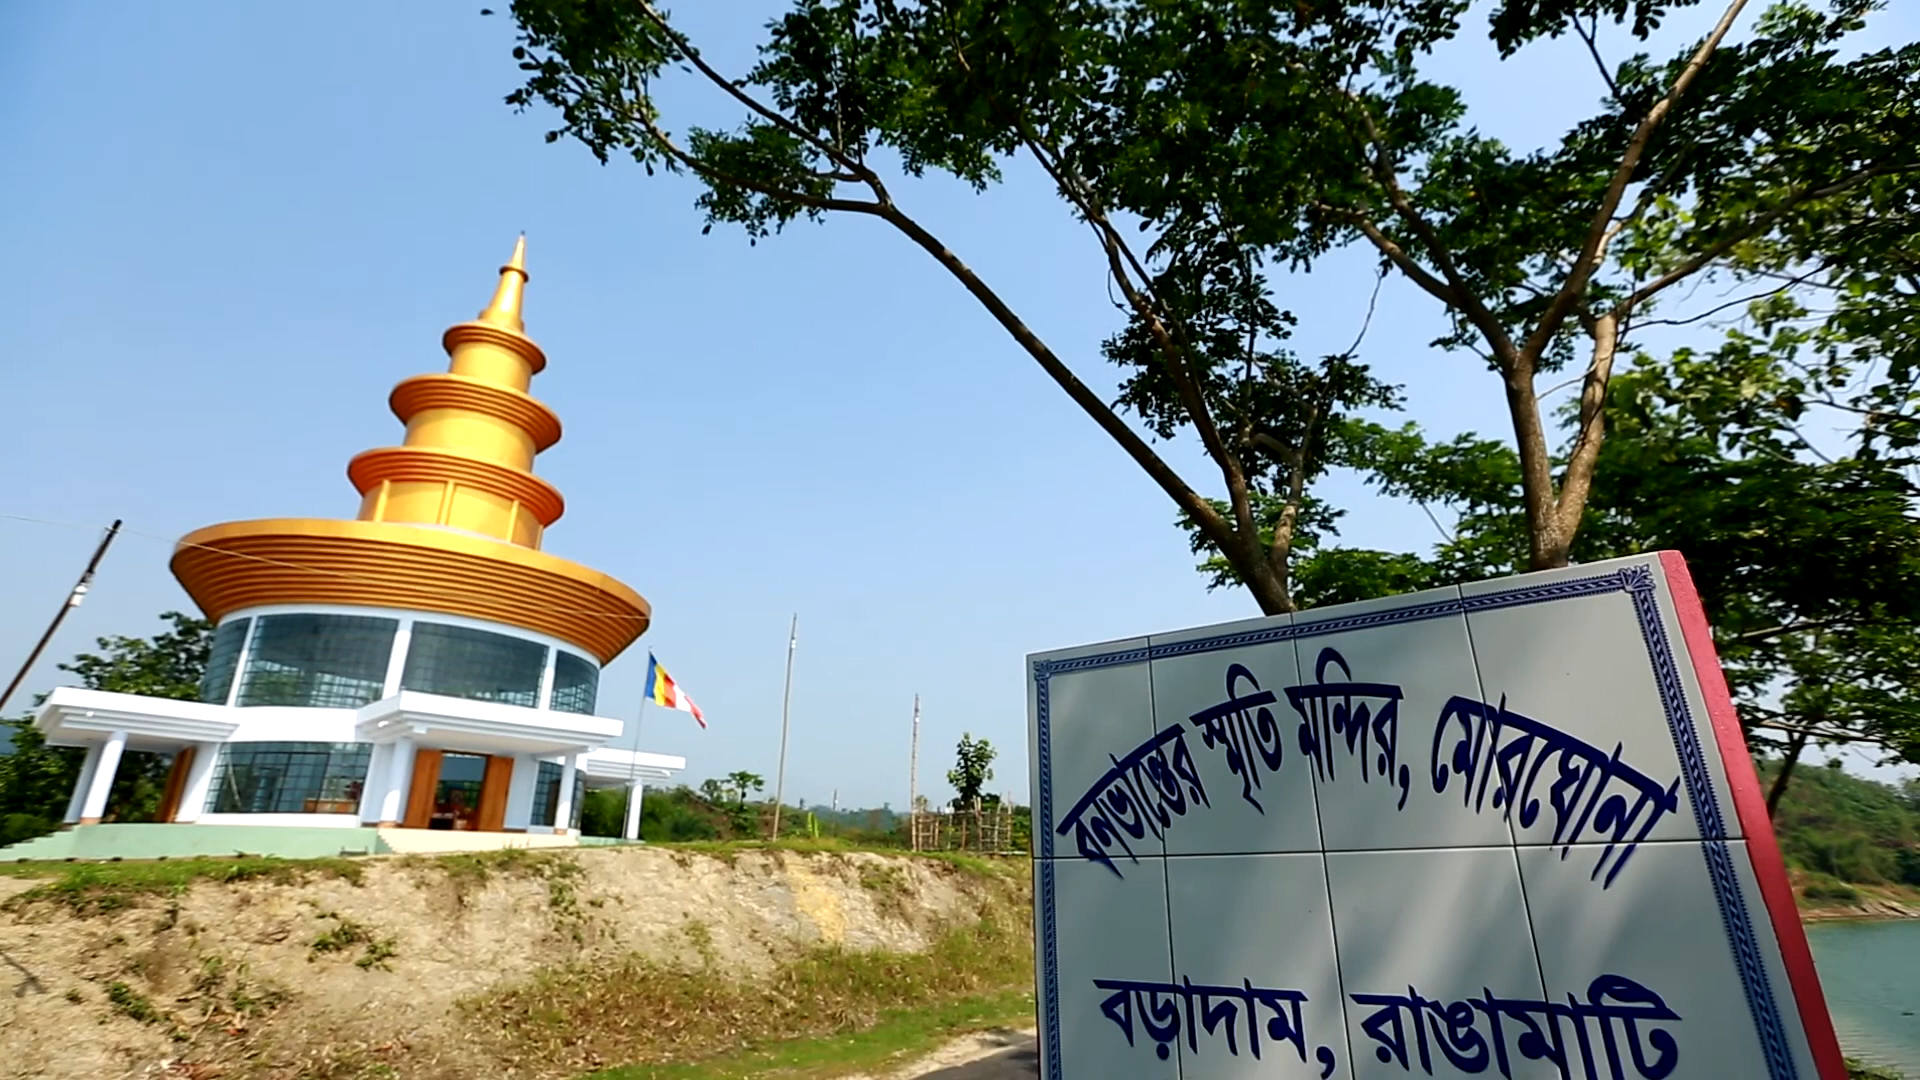 বনভান্তের স্মৃতি মন্দির, মোরঘোনা
বড়াদাম, রাঙামাটি